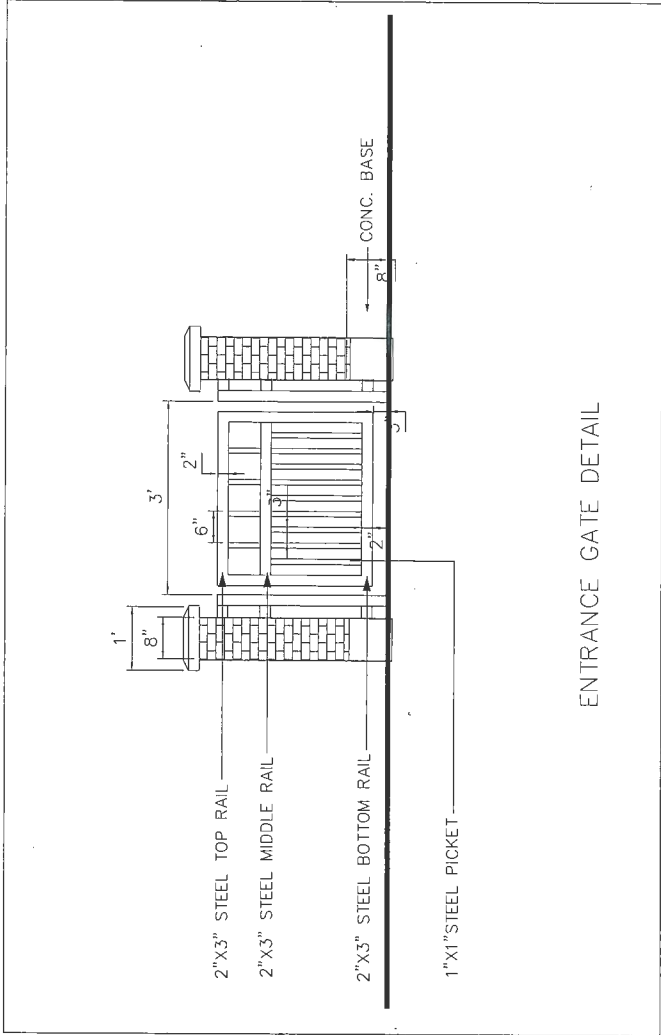 1'
8"
3'
6"
2"
3"
2"
3"
8"
CONC. BASE
2"X3" STEEL TOP RAIL
2"X3" STEEL MIDDLE RAIL
2"X3" STEEL BOTTOM RAIL
1"X1"STEEL PICKET
ENTRANCE GATE DETAIL